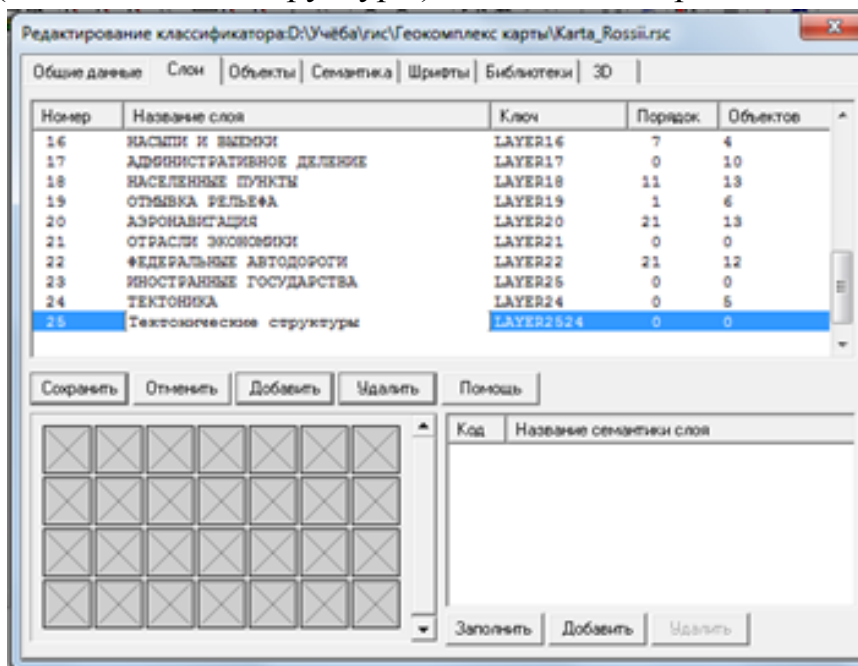 Редактирование классификатора:D:\Учёба\гис\Геокомплекс карты\Karta_Rossii.rsc
Общие данные Слои Объекты Семантика Шрифты Библиотеки 3D
Номер Название слоя Ключ Порядок Объектов
16 НАСЫПИ И ВЫЕМКИ LAYER16 7 4
17 АДМИНИСТРАТИВНОЕ ДЕЛЕНИЕ LAYER17 0 10
18 НАСЕЛЕННЫЕ ПУНКТЫ LAYER18 11 13
19 ОТМЫВКА РЕЛЬЕФА LAYER19 1 6
20 АЭРОНАВИГАЦИЯ LAYER20 21 13
21 ОТРАСЛИ ЭКОНОМИКИ LAYER21 0 0
22 ФЕДЕРАЛЬНЫЕ АВТОДОРОГИ LAYER22 21 12
23 ИНОСТРАННЫЕ ГОСУДАРСТВА LAYER25 0 0
24 ТЕКТОНИКА LAYER24 0 5
25 Тектонические структуры LAYER2524 0 0
Сохранить Отменить Добавить Удалить Помощь
Код Название семантики слоя
Заполнить Добавить Удалить